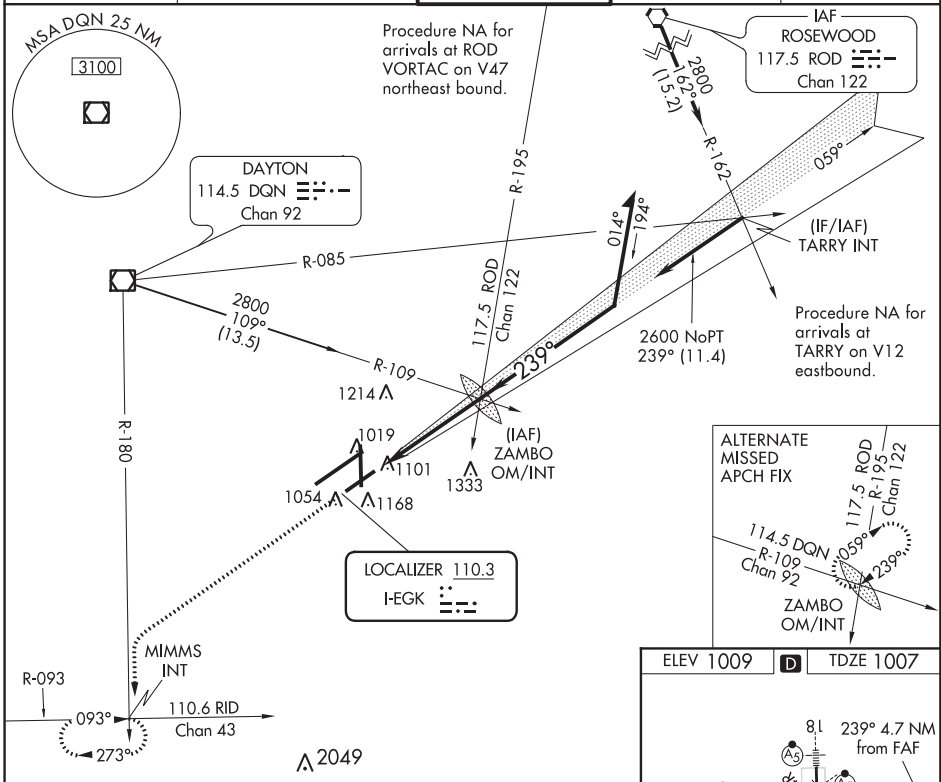 MSA DQN 25 NM
3100
Procedure NA for
arrivals at ROD
VORTAC on V47
northeast bound.
IAF
ROSEWOOD
117.5 ROD
Chan 122
2800
162°
(15.2)
R-162
R-195
059°
DAYTON
114.5 DQN
Chan 92
014°
194°
(IF/IAF)
TARRY INT
R-085
117.5 ROD
Chan 122
2800
109°
(13.5)
R-109
239°
2600 NoPT
239° (11.4)
Procedure NA for
arrivals at
TARRY on V12
eastbound.
1214
(IAF)
ZAMBO
OM/INT
R-180
1019
1101
1333
1054
1168
LOCALIZER 110.3
I-EGK
ALTERNATE
MISSED
APCH FIX
117.5 ROD
R-195
Chan 122
114.5 DQN
R-109
Chan 92
059°
239°
ZAMBO
OM/INT
MIMMS
INT
R-093
093°
110.6 RID
Chan 43
273°
2049
ELEV 1009
D
TDZE 1007
239° 4.7 NM
from FAF
A5